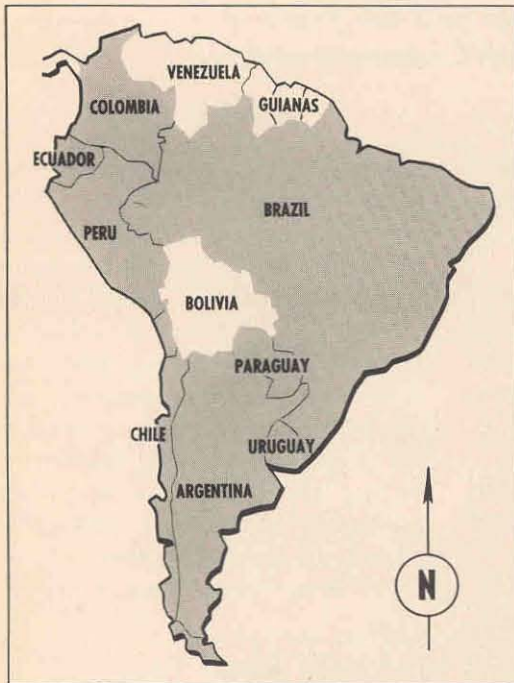 VENEZUELA
COLOMBIA
GUIANAS
ECUADOR
BRAZIL
PERU
BOLIVIA
PARAGUAY
CHILE
URUGUAY
ARGENTINA
N